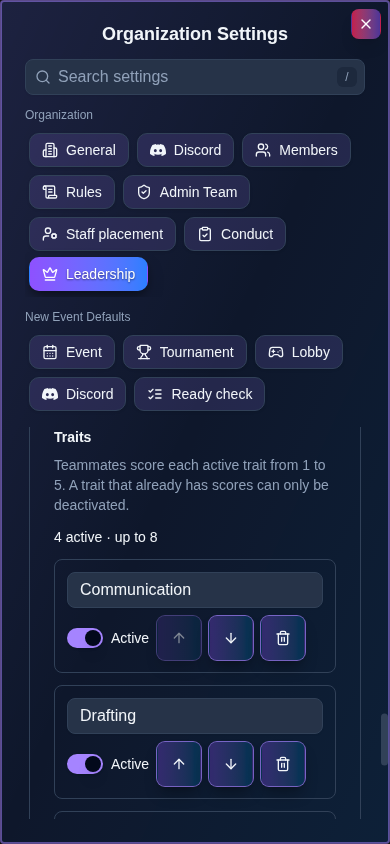 Organization Settings
Search settings /
Organization
General Discord Members
Rules Admin Team
Staff placement Conduct
Leadership
New Event Defaults
Event Tournament Lobby
Discord Ready check
Traits
Teammates score each active trait from 1 to
5. A trait that already has scores can only be
deactivated.
4 active · up to 8
Communication
Active
Drafting
Active